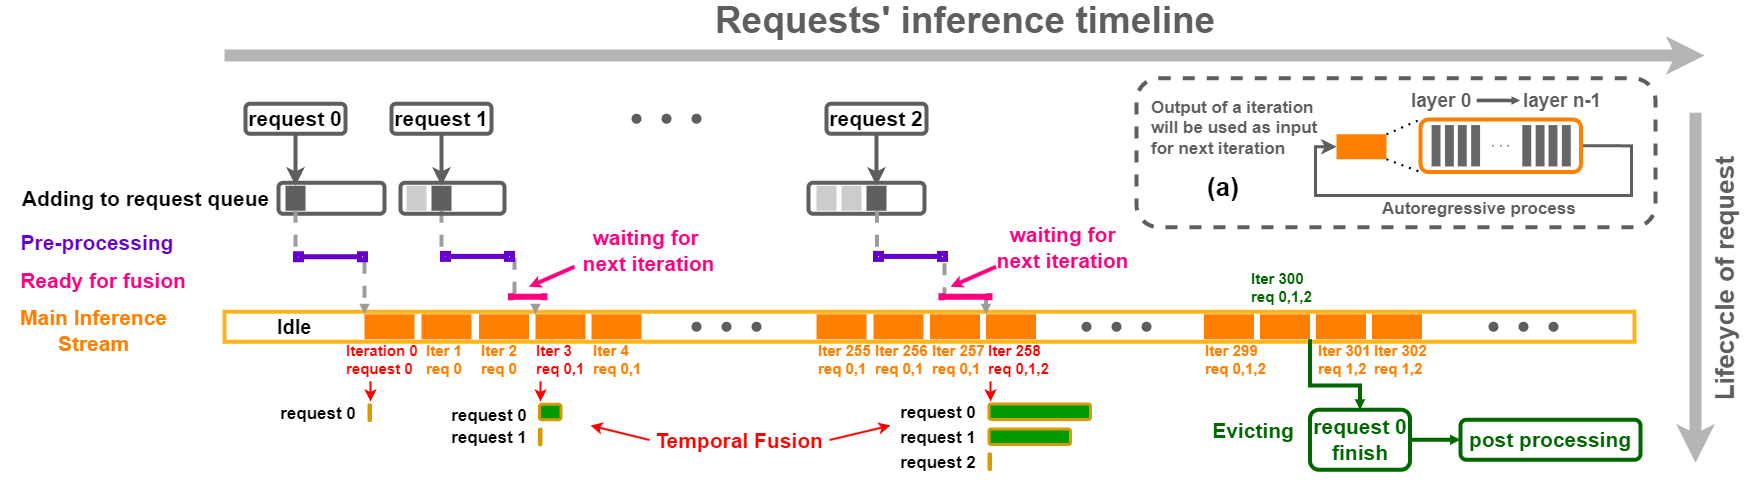 Requests' inference timeline
request 0
request 1
request 2
Output of a iteration
will be used as input
for next iteration
layer 0
layer n-1
(a)
Autoregressive process
Lifecycle of request
Adding to request queue
Pre-processing
waiting for
next iteration
waiting for
next iteration
Ready for fusion
Main Inference
Stream
Idle
Iter 300
req 0,1,2
Iteration 0
request 0
Iter 1
req 0
Iter 2
req 0
Iter 3
req 0,1
Iter 4
req 0,1
Iter 255
req 0,1
Iter 256
req 0,1
Iter 257
req 0,1
Iter 258
req 0,1,2
Iter 299
req 0,1,2
Iter 301
req 1,2
Iter 302
req 1,2
request 0
request 0
request 1
Temporal Fusion
request 0
request 1
request 2
Evicting
request 0
finish
post processing